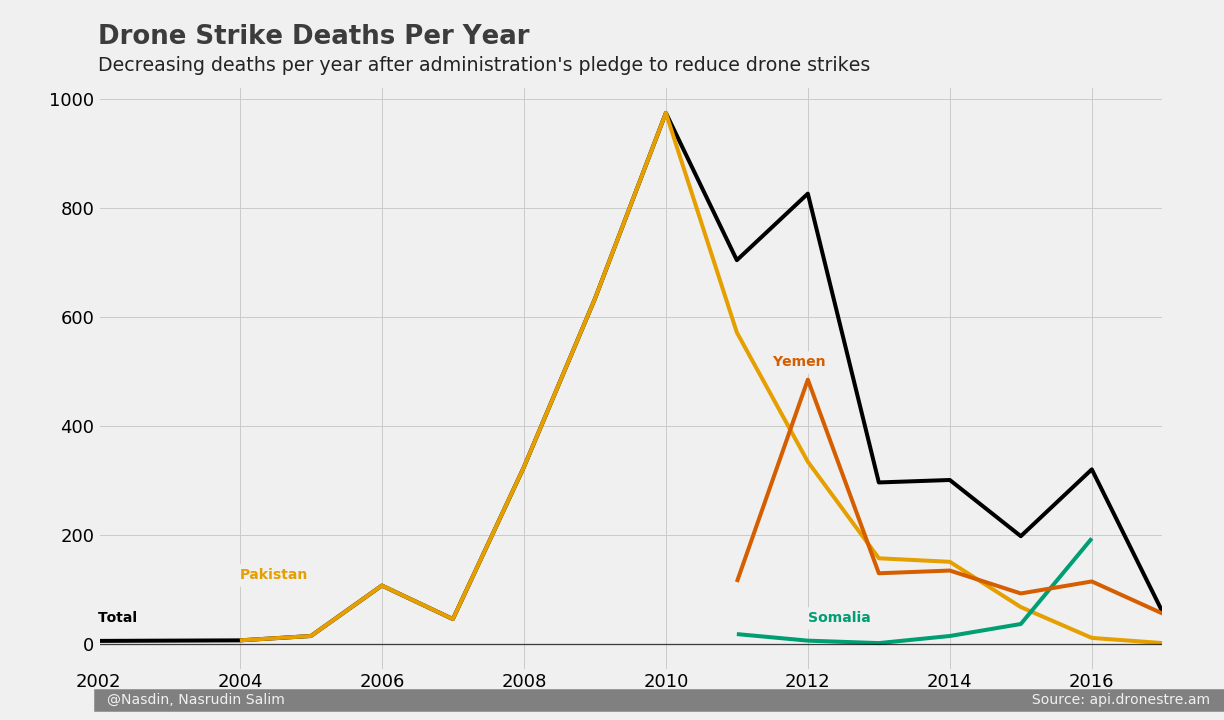 Drone Strike Deaths Per Year
Decreasing deaths per year after administration's pledge to reduce drone strikes
1000
800
600
Yemen
400
200
Pakistan
Total
Somalia
0
2002 2004 2006 2008 2010 2012 2014 2016
@Nasdin, Nasrudin Salim Source: api.dronestre.am